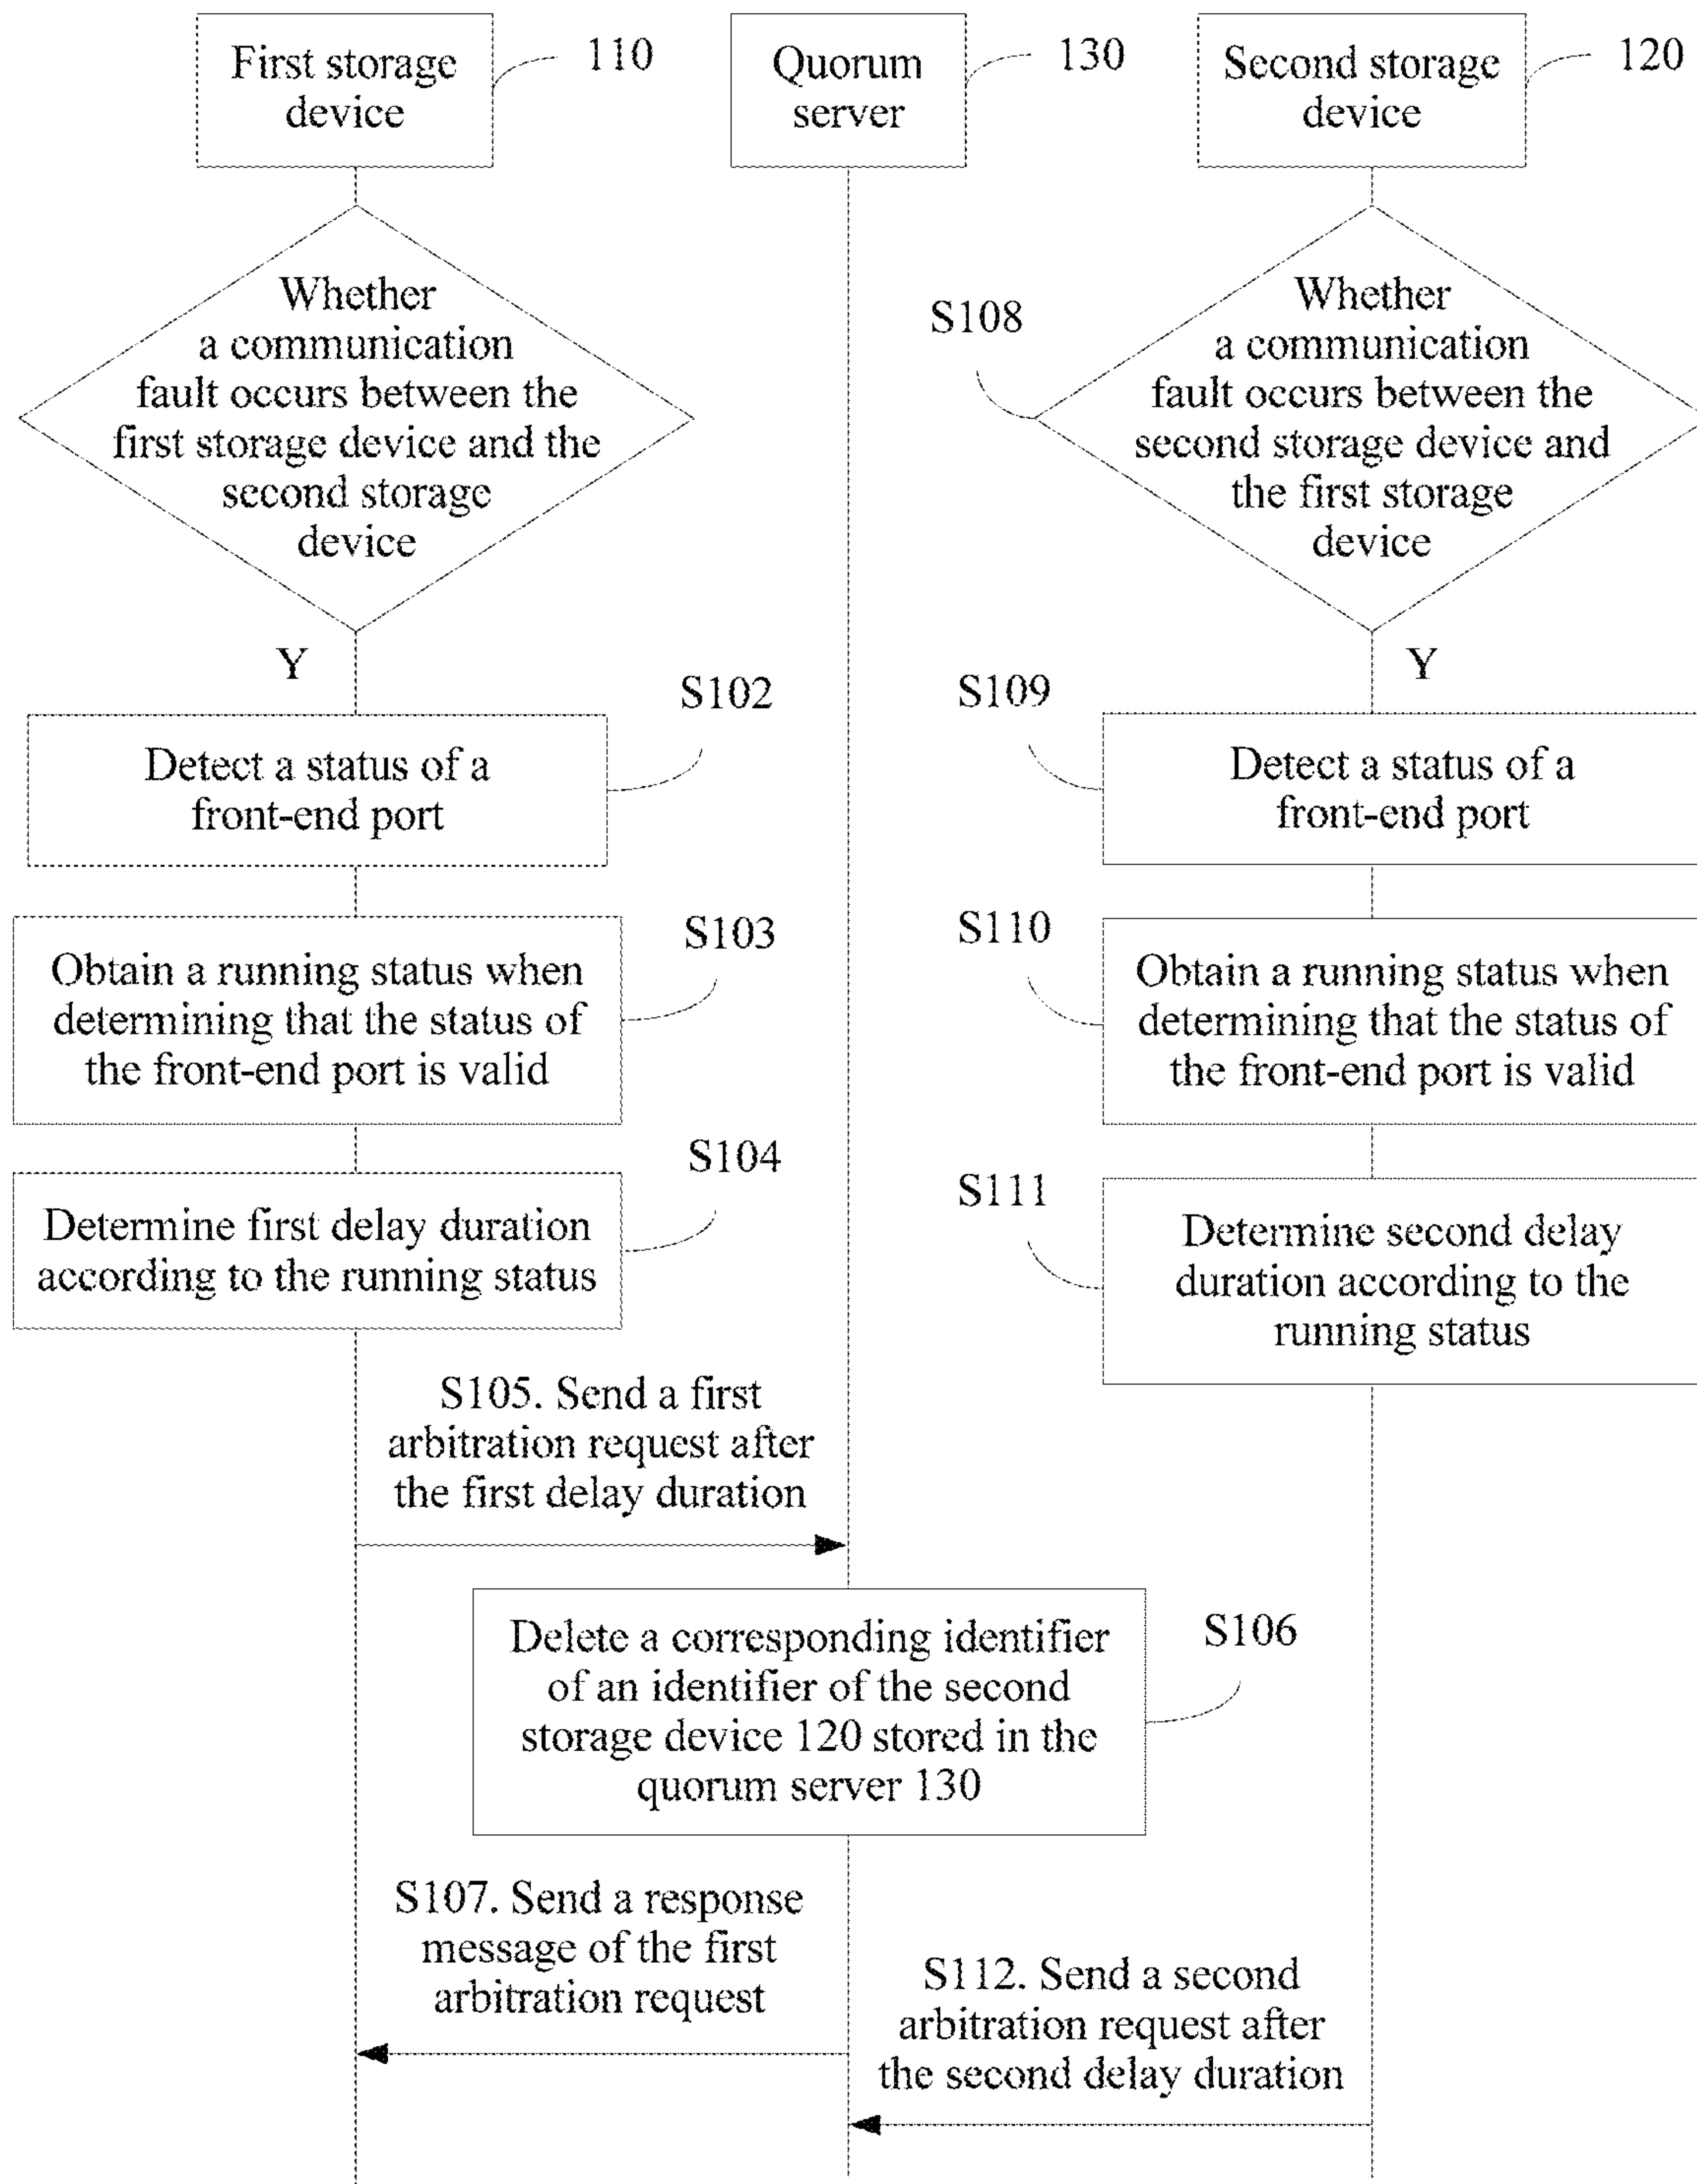 First storage
device
110
Quorum
server
130
Second storage
device
120
Whether
a communication
fault occurs between the
first storage device and the
second storage
device
S108
Whether
a communication
fault occurs between the
second storage device and
the first storage
device
Y
Y
S102
Detect a status of a
front-end port
S109
Detect a status of a
front-end port
S103
Obtain a running status when
determining that the status of
the front-end port is valid
S110
Obtain a running status when
determining that the status of
the front-end port is valid
S104
Determine first delay duration
according to the running status
S111
Determine second delay
duration according to the
running status
S105. Send a first
arbitration request after
the first delay duration
Delete a corresponding identifier
of an identifier of the second
storage device 120 stored in the
quorum server 130
S106
S107. Send a response
message of the first
arbitration request
S112. Send a second
arbitration request after
the second delay duration